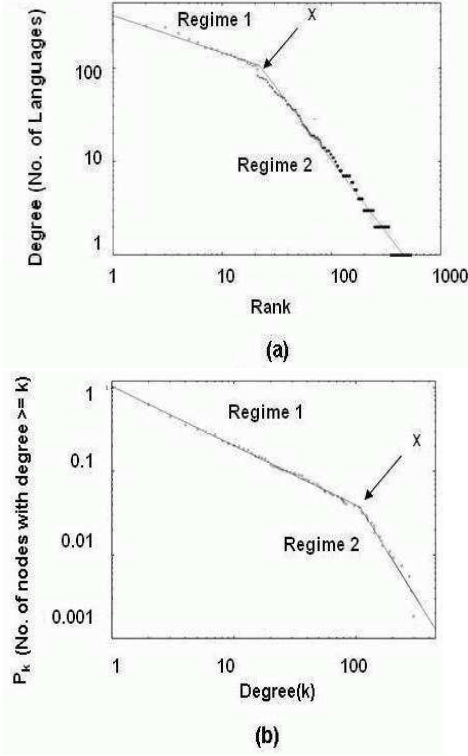 Regime 1
X
100
10
1
Regime 2
Degree (No. of Languages)
1 10 100 1000
Rank
(a)
1
0.1
0.01
0.001
Regime 1
X
Regime 2
P_k (No. of nodes with degree >= k)
1 10 100
Degree(k)
(b)